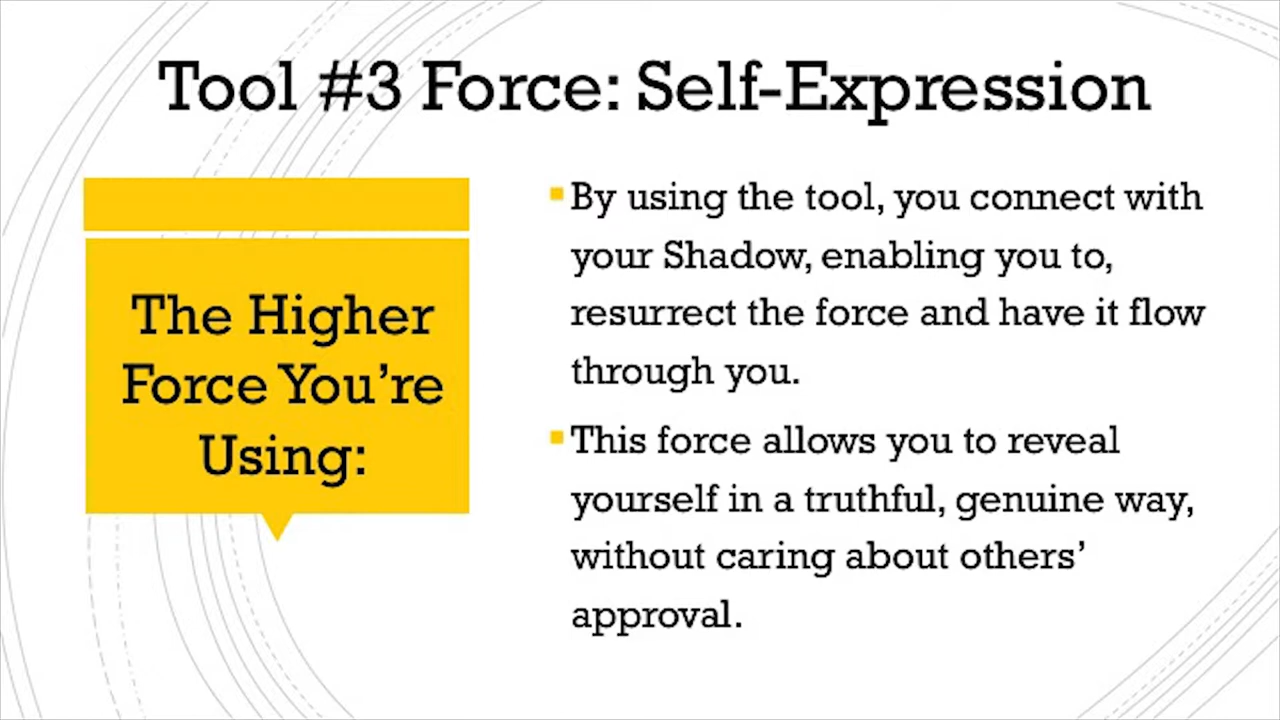 Tool #3 Force: Self-Expression
The Higher
Force You’re
Using:
By using the tool, you connect with
your Shadow, enabling you to,
resurrect the force and have it flow
through you.
This force allows you to reveal
yourself in a truthful, genuine way,
without caring about others’
approval.